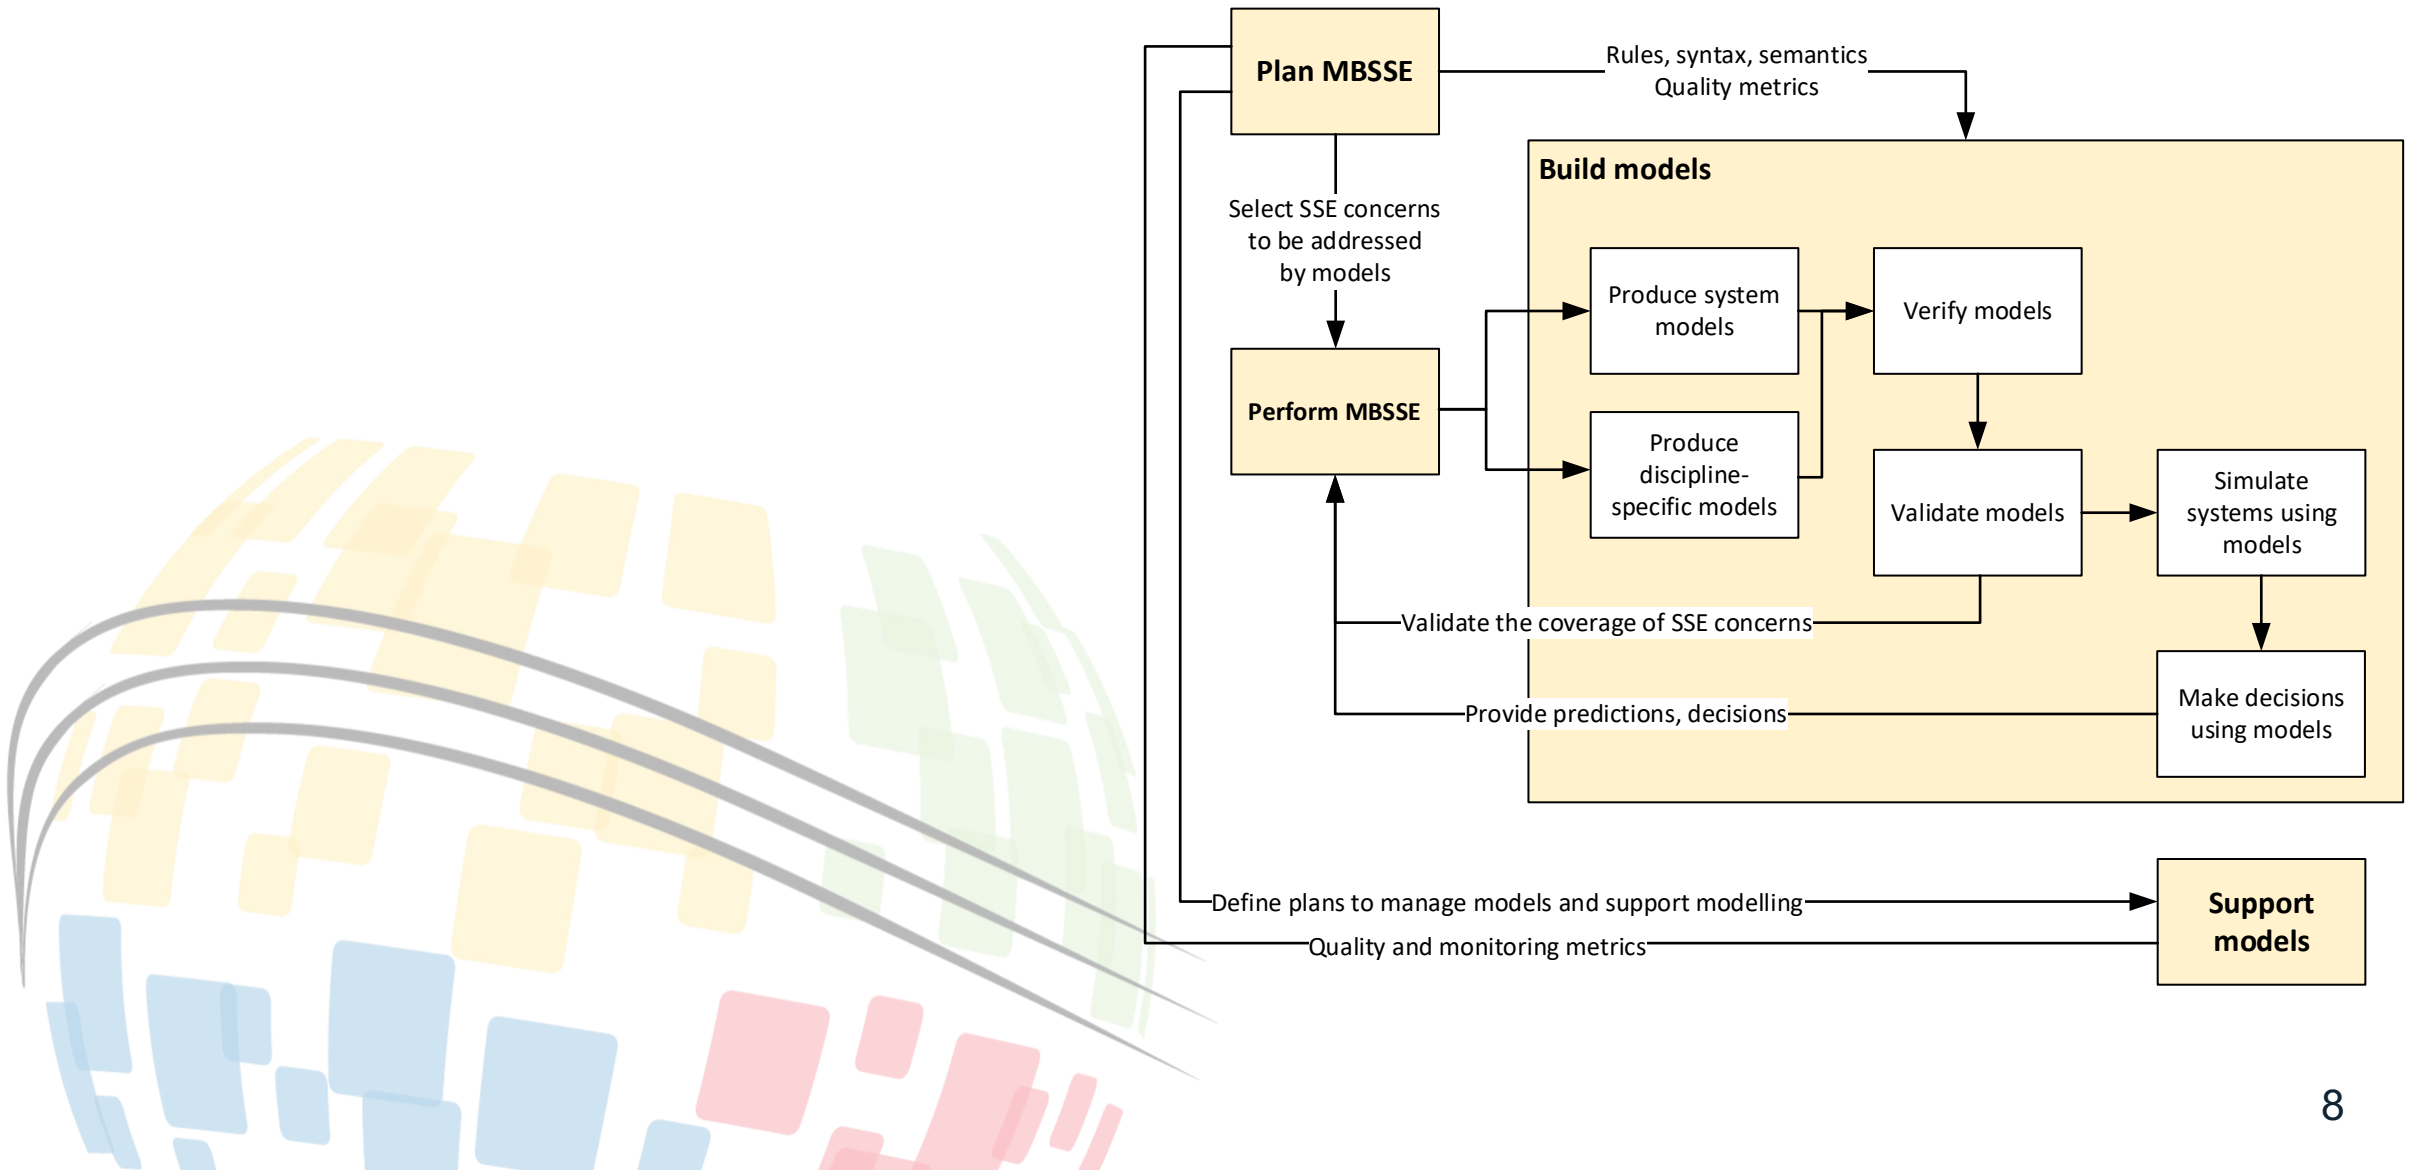 Plan MBSSE
Rules, syntax, semantics
Quality metrics
Build models
Select SSE concerns
to be addressed
by models
Produce system
models
Verify models
Perform MBSSE
Produce
discipline-
specific models
Validate models
Simulate
systems using
models
Validate the coverage of SSE concerns
Provide predictions, decisions
Make decisions
using models
Define plans to manage models and support modelling
Quality and monitoring metrics
Support
models
8